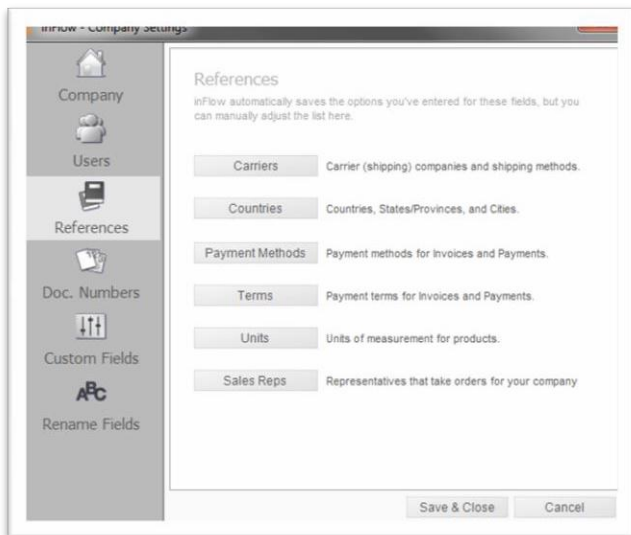 inFlow - Company Settings
Company
Users
References
Doc. Numbers
Custom Fields
ABC
Rename Fields
References
inFlow automatically saves the options you've entered for these fields, but you
can manually adjust the list here.
Carriers Carrier (shipping) companies and shipping methods.
Countries Countries, States/Provinces, and Cities.
Payment Methods Payment methods for Invoices and Payments.
Terms Payment terms for Invoices and Payments.
Units Units of measurement for products.
Sales Reps Representatives that take orders for your company
Save & Close Cancel